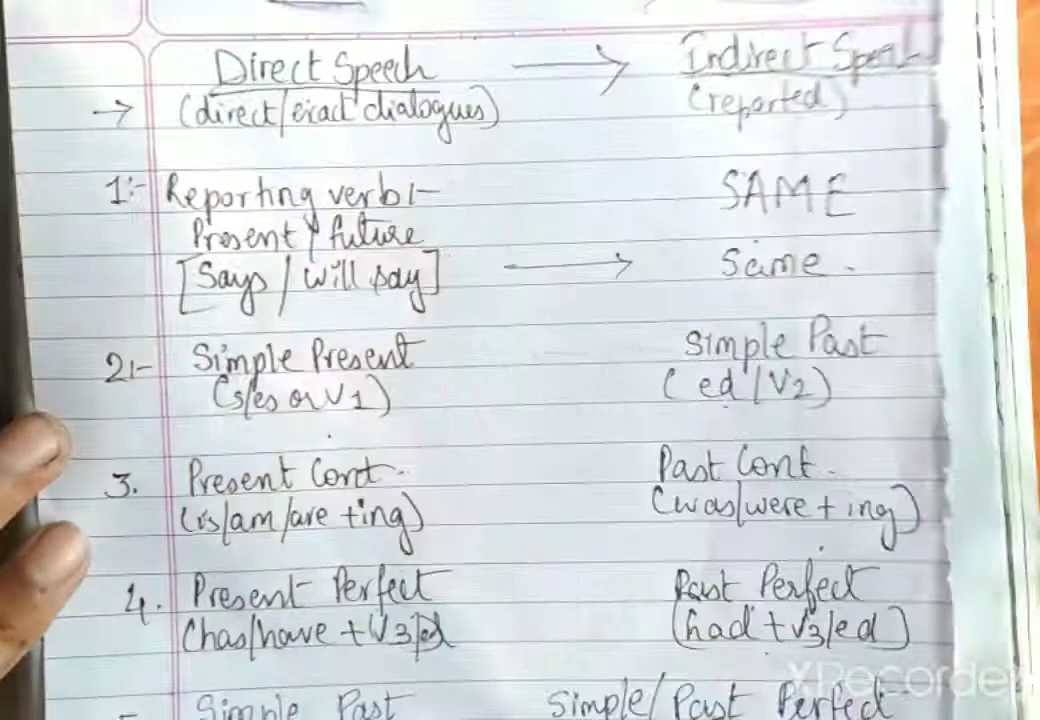 Direct Speech → Indirect Speech
→ (direct/exact dialogues) (reported)
1:- Reporting verb:- SAME
Present / future
[Says / will say] → Same.
2:- Simple Present Simple Past
(s/es or V1) (ed/V2)
3. Present Cont. Past Cont.
(is/am/are +ing) (was/were + ing)
4. Present Perfect Past Perfect
(has/have + V3/ed (had + V3/ed)
Simple Past Simple/Past Perfect
XRecorder